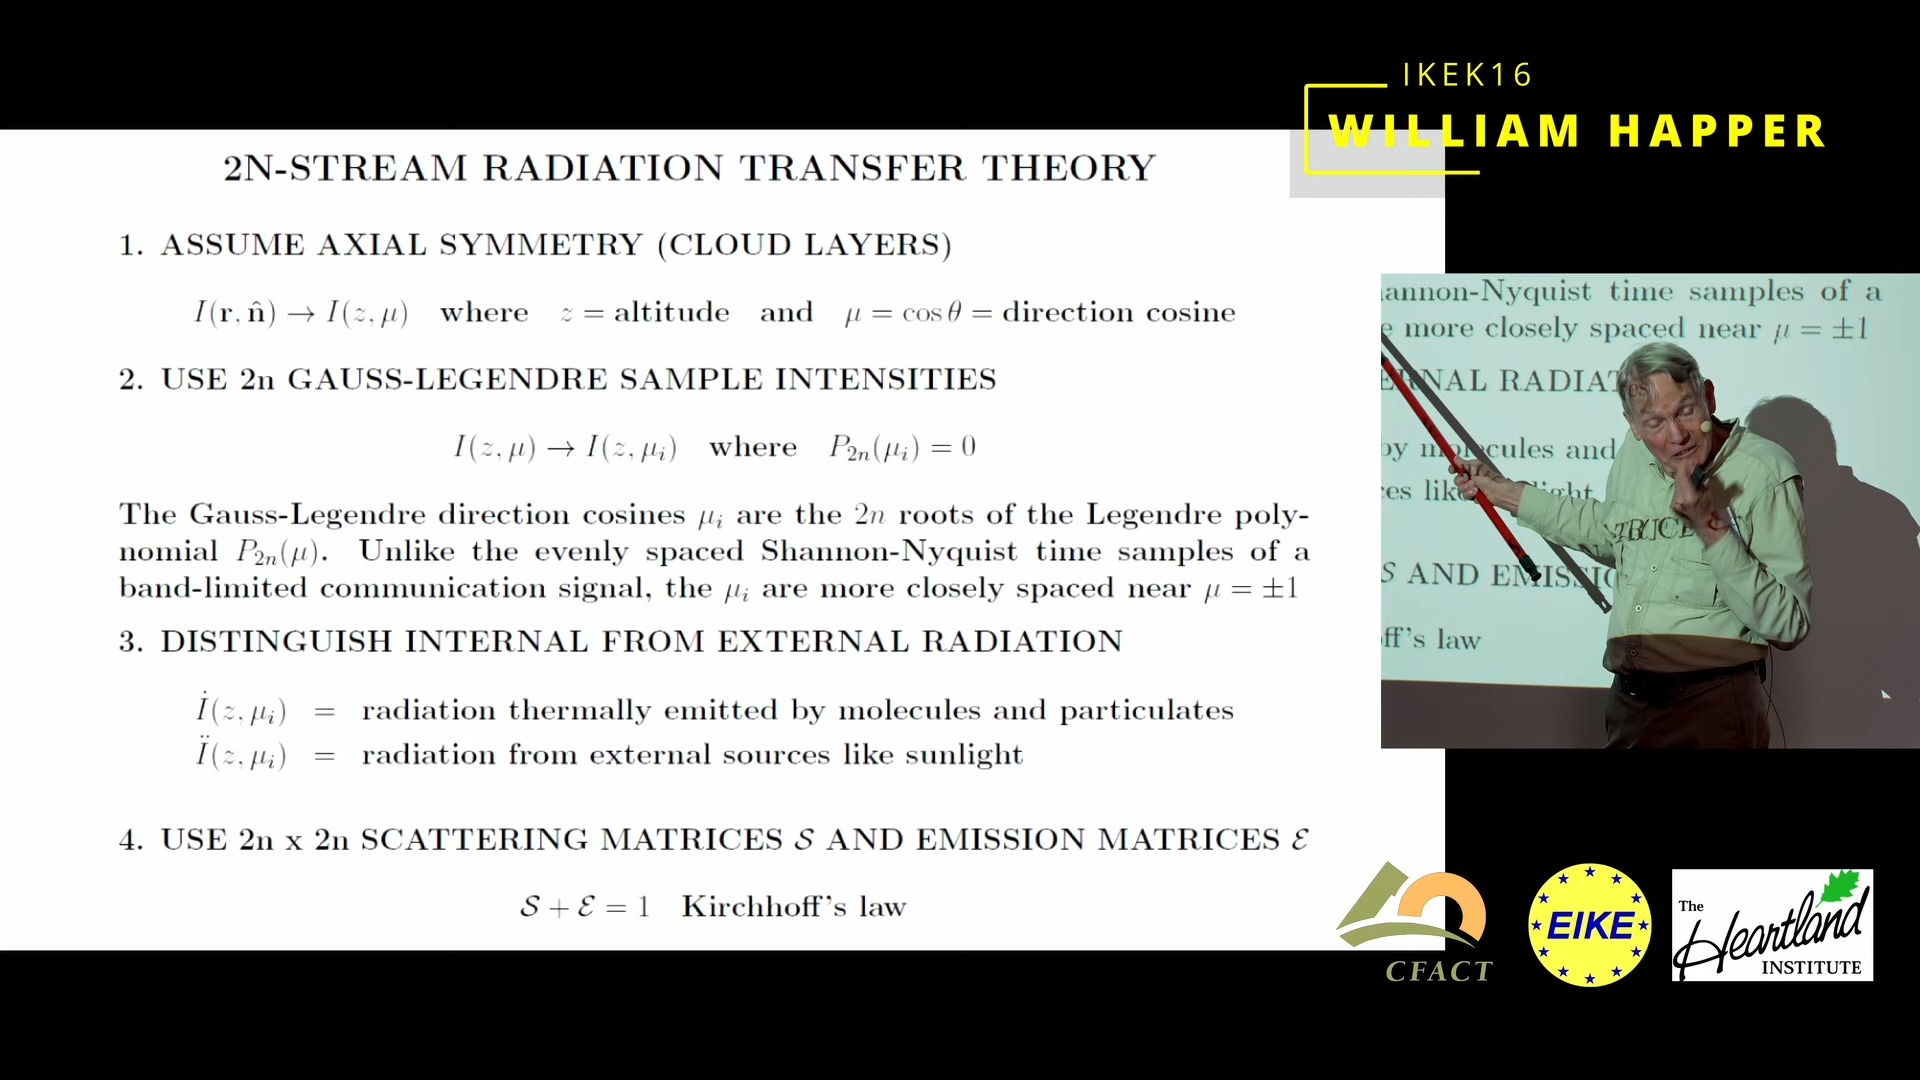 IKEK16
WILLIAM HAPPER
2N-STREAM RADIATION TRANSFER THEORY
1. ASSUME AXIAL SYMMETRY (CLOUD LAYERS)
I(r, n̂) → I(z, μ) where z = altitude and μ = cos θ = direction cosine
2. USE 2n GAUSS-LEGENDRE SAMPLE INTENSITIES
I(z, μᵢ) → I(z, μᵢ) where P₂ₙ(μᵢ) = 0
The Gauss-Legendre direction cosines μᵢ are the 2n roots of the Legendre poly-
nomial P₂ₙ(μ). Unlike the evenly spaced Shannon-Nyquist time samples of a
band-limited communication signal, the μᵢ are more closely spaced near μ = ±1
3. DISTINGUISH INTERNAL FROM EXTERNAL RADIATION
İ(z, μᵢ) = radiation thermally emitted by molecules and particulates
Ï(z, μᵢ) = radiation from external sources like sunlight
4. USE 2n x 2n SCATTERING MATRICES 𝒮 AND EMISSION MATRICES ℰ
𝒮 + ℰ = 1 Kirchhoff's law
annon-Nyquist time samples of a
e more closely spaced near μ = ±1
ERNAL RADIAT
by molecules and
ces like light
TRICES
S AND EMISSIO
ff's law
CFACT
EIKE
The Heartland
INSTITUTE